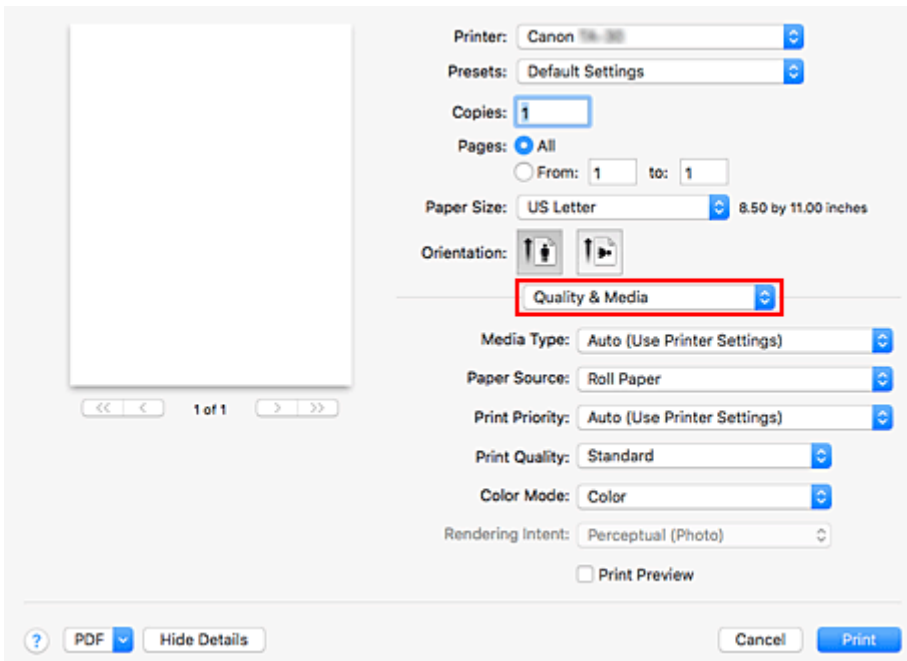 Printer: Canon
Presets: Default Settings
Copies: 1
Pages: All
From: 1 to: 1
Paper Size: US Letter 8.50 by 11.00 inches
Orientation:
Quality & Media
Media Type: Auto (Use Printer Settings)
Paper Source: Roll Paper
<< < 1 of 1 > >>
Print Priority: Auto (Use Printer Settings)
Print Quality: Standard
Color Mode: Color
Rendering Intent: Perceptual (Photo)
Print Preview
? PDF Hide Details Cancel Print